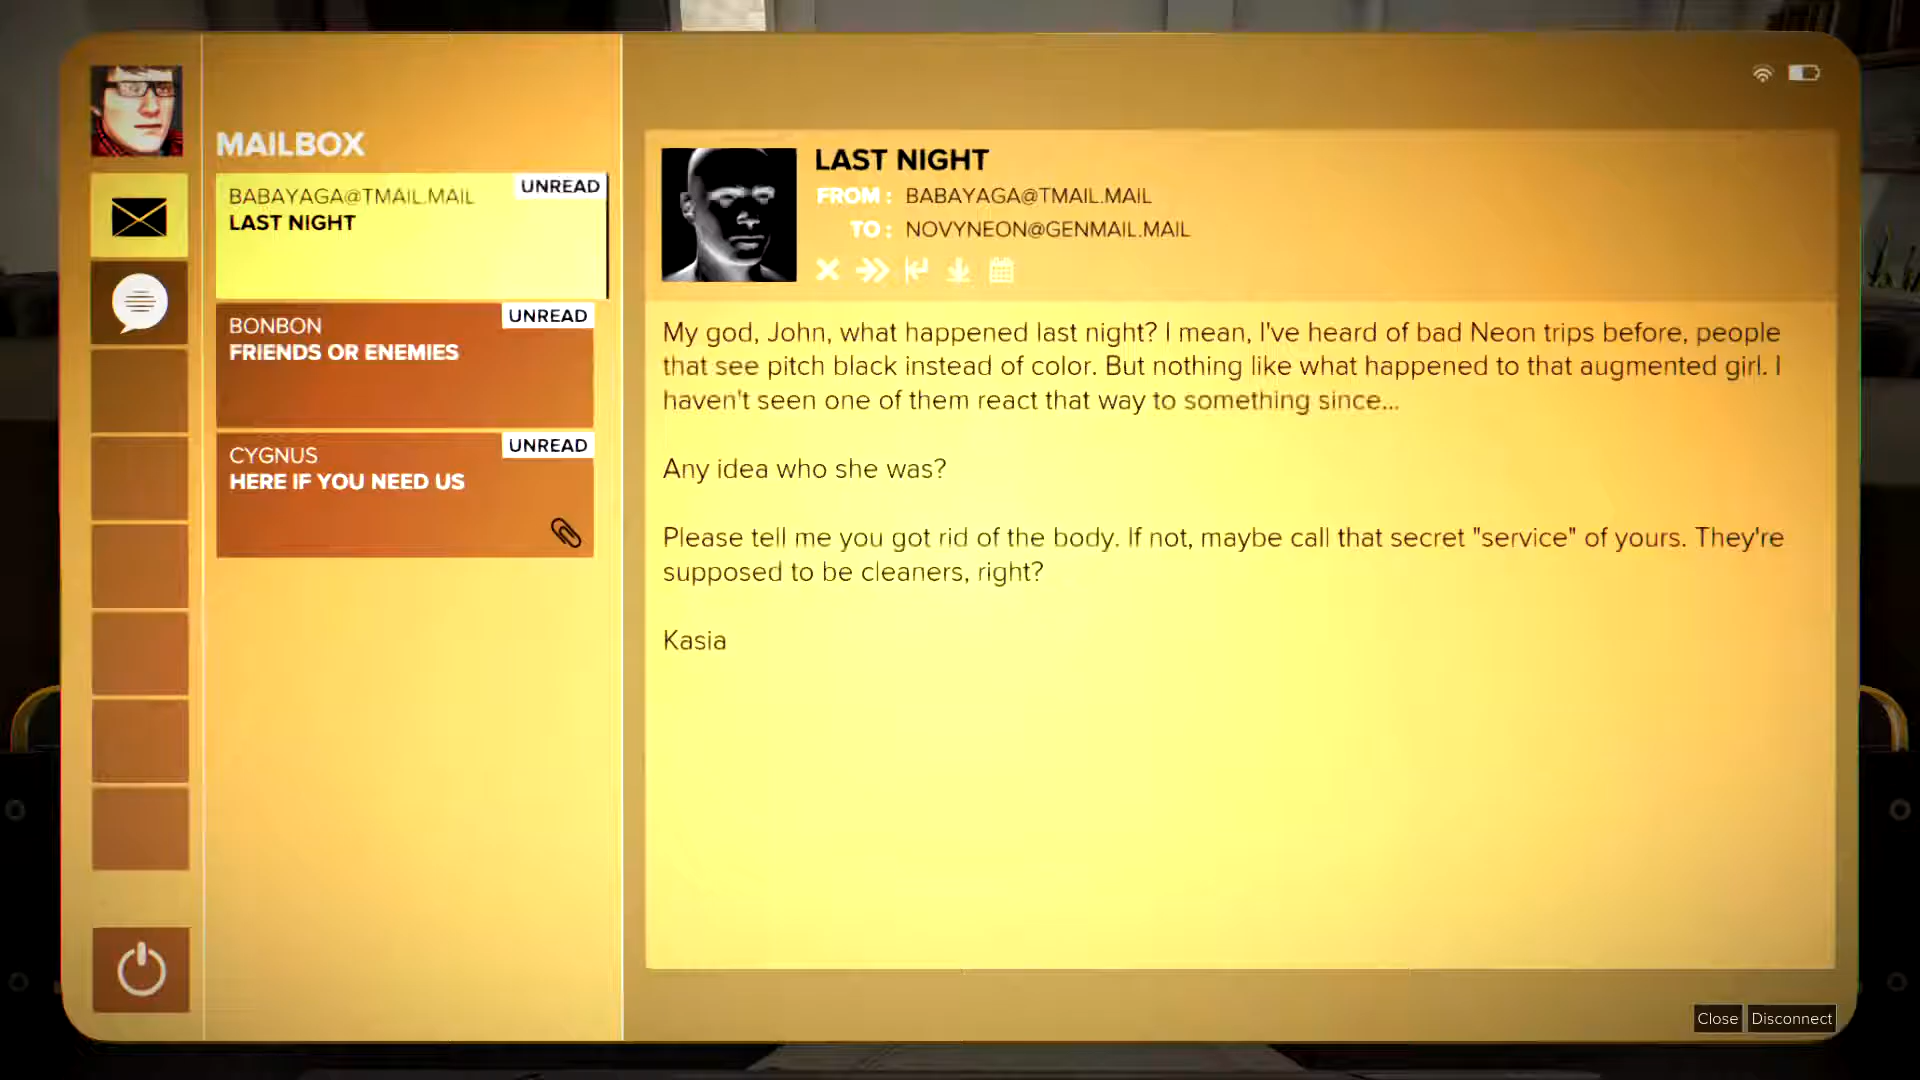 MAILBOX
BABAYAGA@TMAIL.MAIL
UNREAD
LAST NIGHT
BONBON
UNREAD
FRIENDS OR ENEMIES
CYGNUS
UNREAD
HERE IF YOU NEED US
LAST NIGHT
FROM : BABAYAGA@TMAIL.MAIL
TO : NOVYNEON@GENMAIL.MAIL
My god, John, what happened last night? I mean, I've heard of bad Neon trips before, people
that see pitch black instead of color. But nothing like what happened to that augmented girl. I
haven't seen one of them react that way to something since...
Any idea who she was?
Please tell me you got rid of the body. If not, maybe call that secret "service" of yours. They're
supposed to be cleaners, right?
Kasia
Close Disconnect